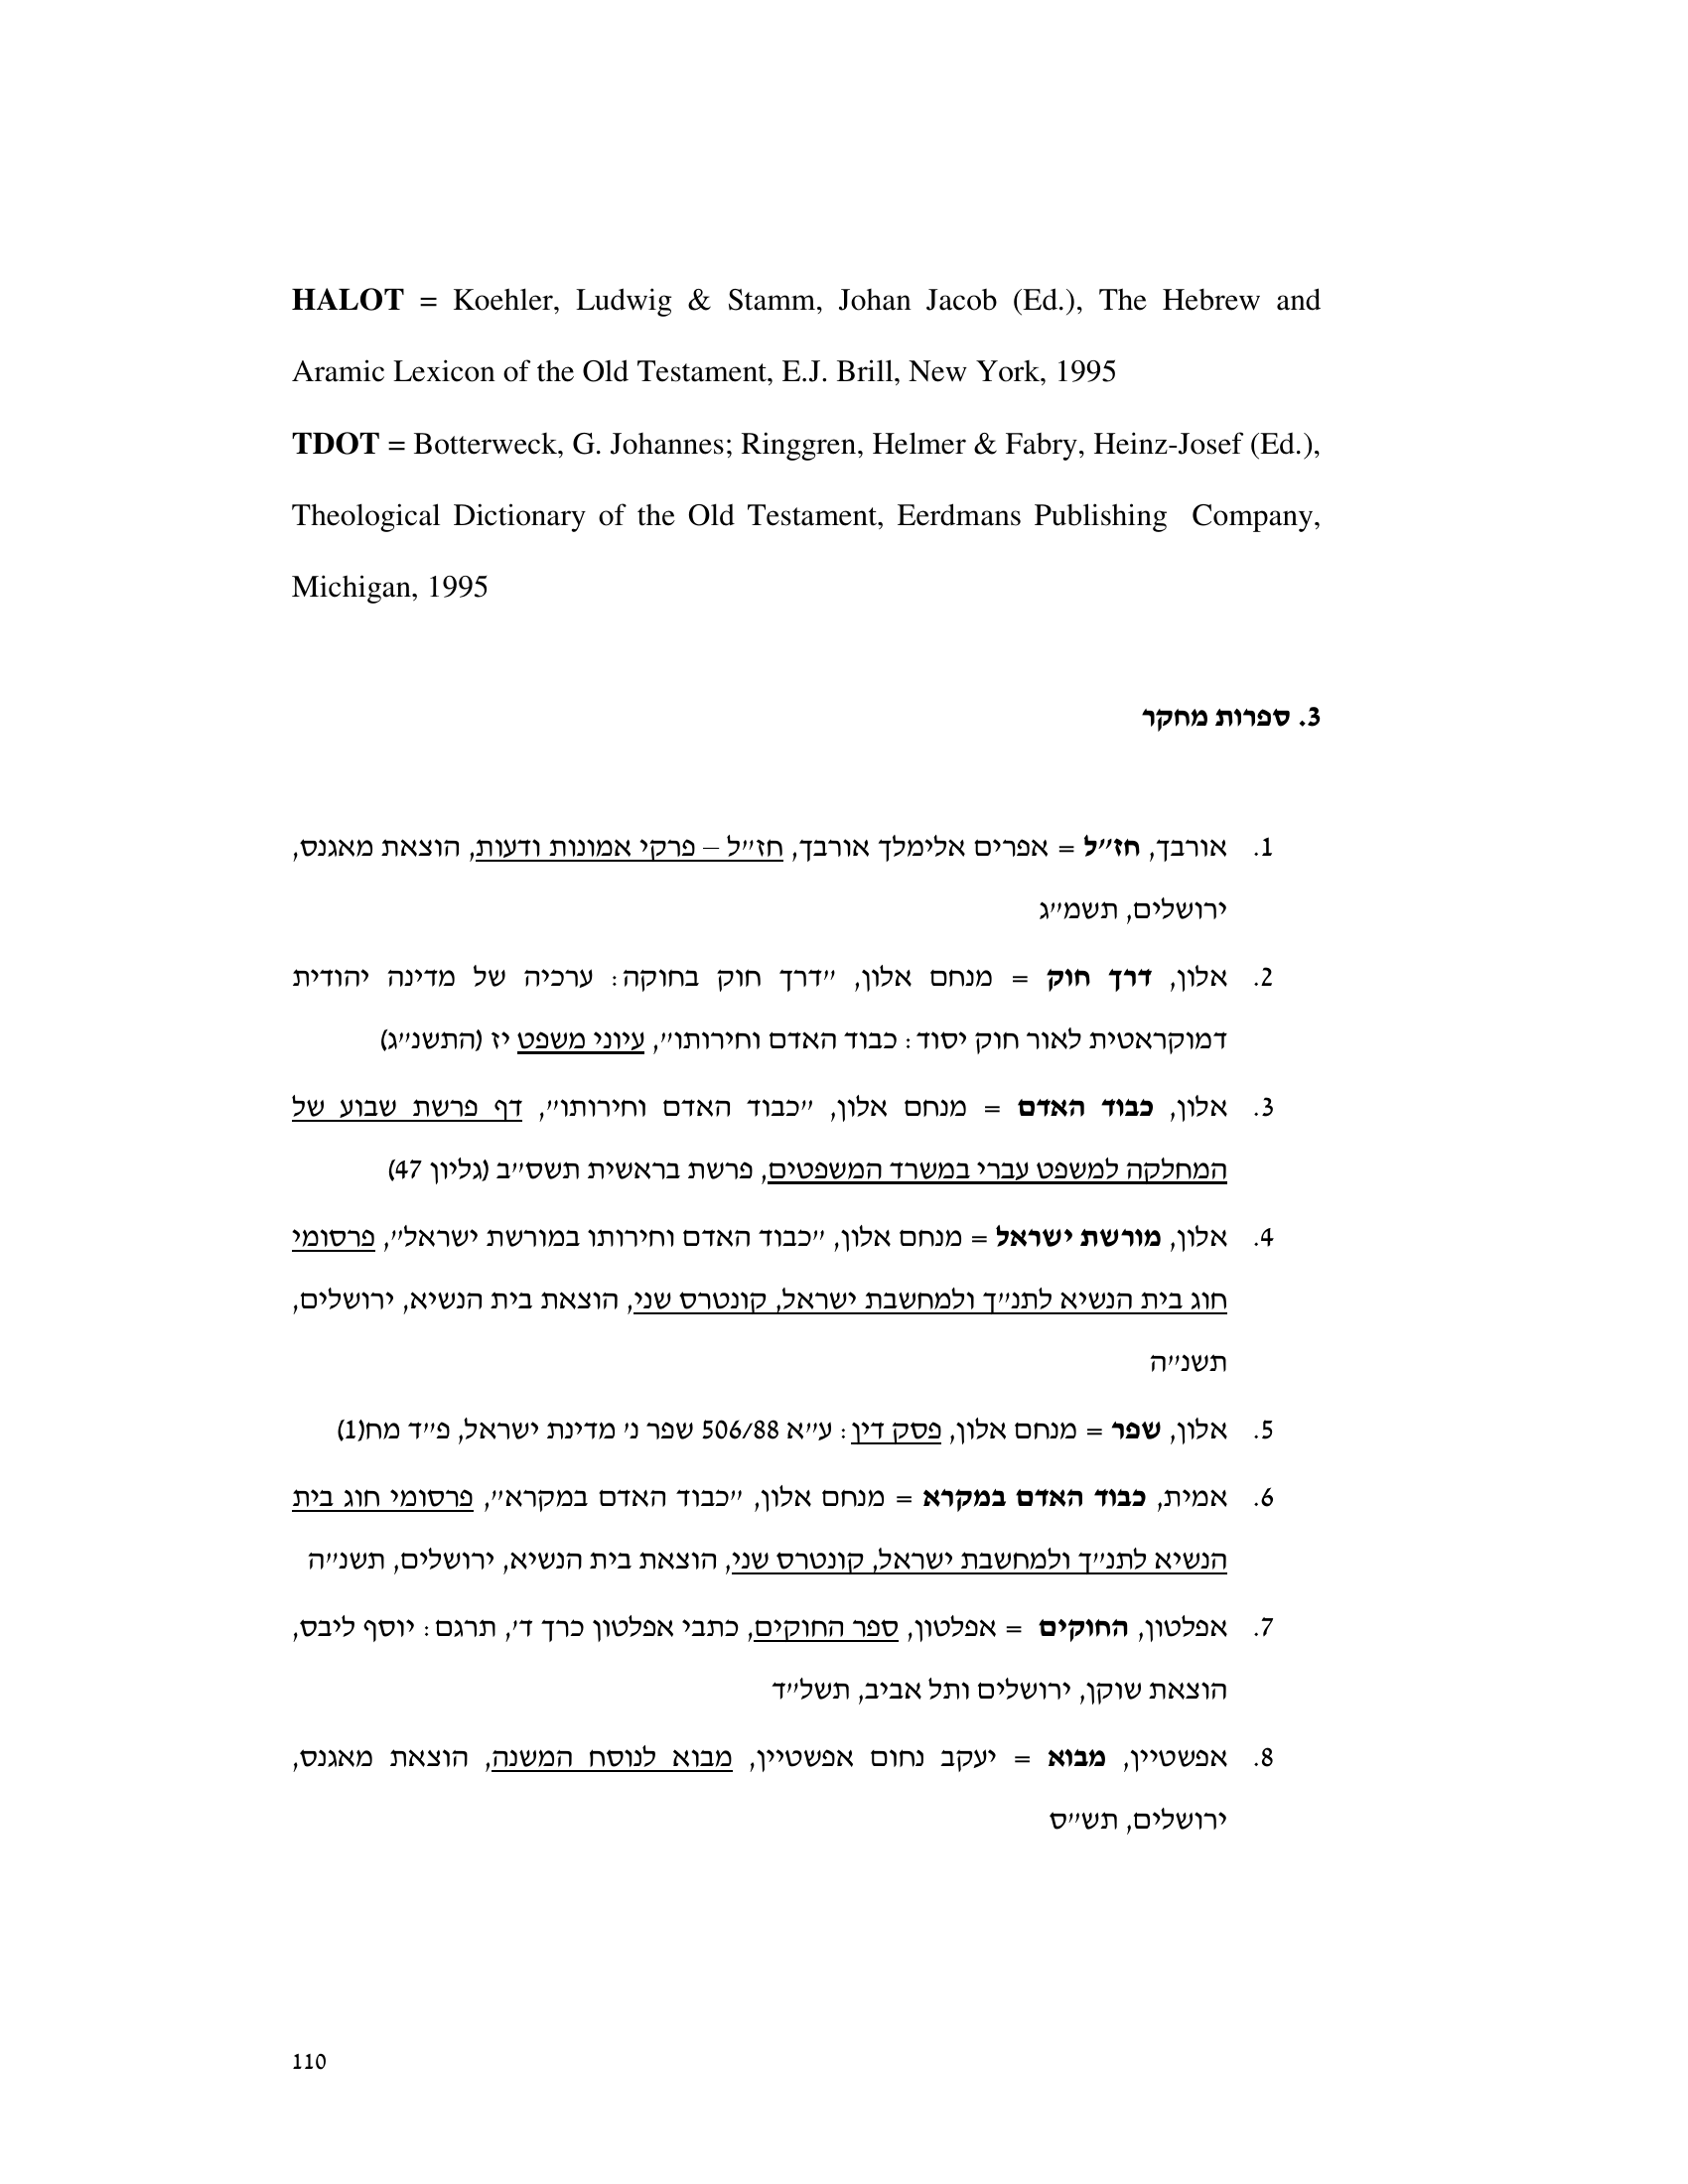 HALOT = Koehler, Ludwig & Stamm, Johan Jacob (Ed.), The Hebrew and
Aramic Lexicon of the Old Testament, E.J. Brill, New York, 1995
TDOT = Botterweck, G. Johannes; Ringgren, Helmer & Fabry, Heinz-Josef (Ed.),
Theological Dictionary of the Old Testament, Eerdmans Publishing Company,
Michigan, 1995
3. ספרות מחקר
1. אורבך, חז"ל = אפרים אלימלך אורבך, חז"ל – פרקי אמונות ודעות, הוצאת מאגנס,
ירושלים, תשמ"ג
2. אלון, דרך חוק = מנחם אלון, "דרך חוק בחוקה: ערכיה של מדינה יהודית
דמוקראטית לאור חוק יסוד: כבוד האדם וחירותו", עיוני משפט יז (התשנ"ג)
3. אלון, כבוד האדם = מנחם אלון, "כבוד האדם וחירותו", דף פרשת שבוע של
המחלקה למשפט עברי במשרד המשפטים, פרשת בראשית תשס"ב (גליון 47)
4. אלון, מורשת ישראל = מנחם אלון, "כבוד האדם וחירותו במורשת ישראל", פרסומי
חוג בית הנשיא לתנ"ך ולמחשבת ישראל, קונטרס שני, הוצאת בית הנשיא, ירושלים,
תשנ"ה
5. אלון, שפר = מנחם אלון, פסק דין: ע"א 506/88 שפר נ' מדינת ישראל, פ"ד מח(1)
6. אמית, כבוד האדם במקרא = מנחם אלון, "כבוד האדם במקרא", פרסומי חוג בית
הנשיא לתנ"ך ולמחשבת ישראל, קונטרס שני, הוצאת בית הנשיא, ירושלים, תשנ"ה
7. אפלטון, החוקים = אפלטון, ספר החוקים, כתבי אפלטון כרך ד', תרגם: יוסף ליבס,
הוצאת שוקן, ירושלים ותל אביב, תשל"ד
8. אפשטיין, מבוא = יעקב נחום אפשטיין, מבוא לנוסח המשנה, הוצאת מאגנס,
ירושלים, תש"ס
110